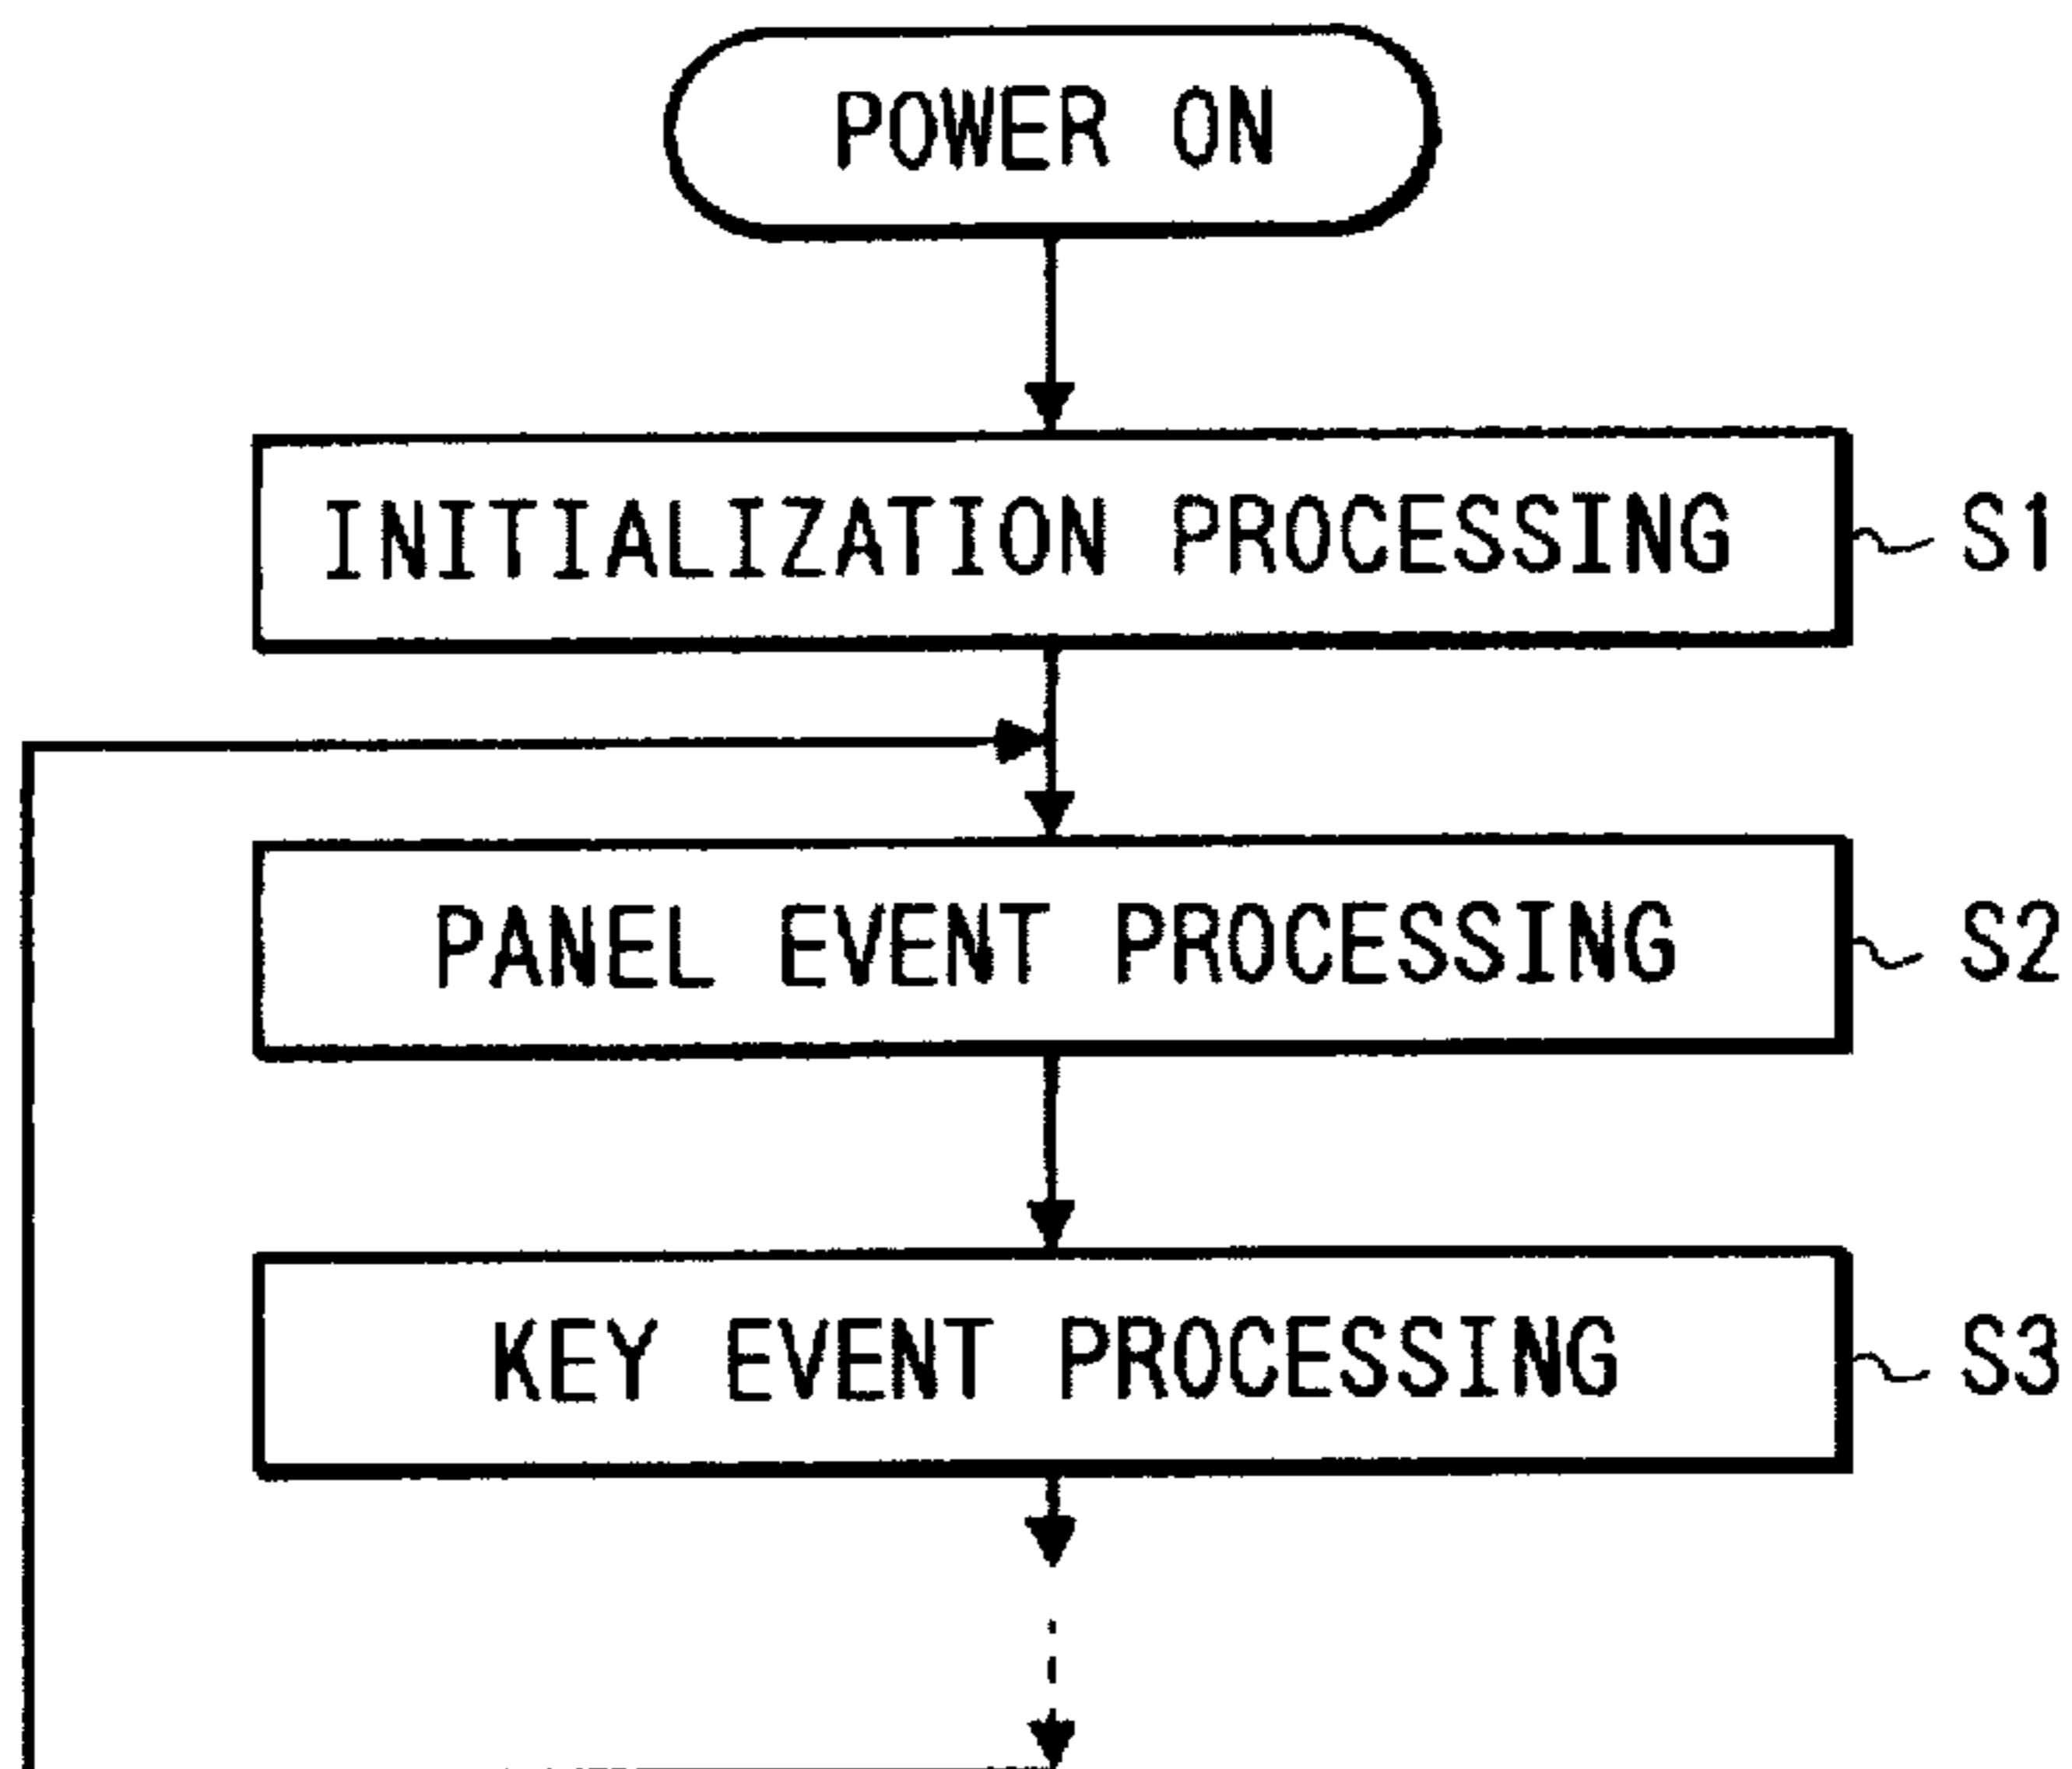 POWER ON
INITIALIZATION PROCESSING S1
PANEL EVENT PROCESSING S2
KEY EVENT PROCESSING S3